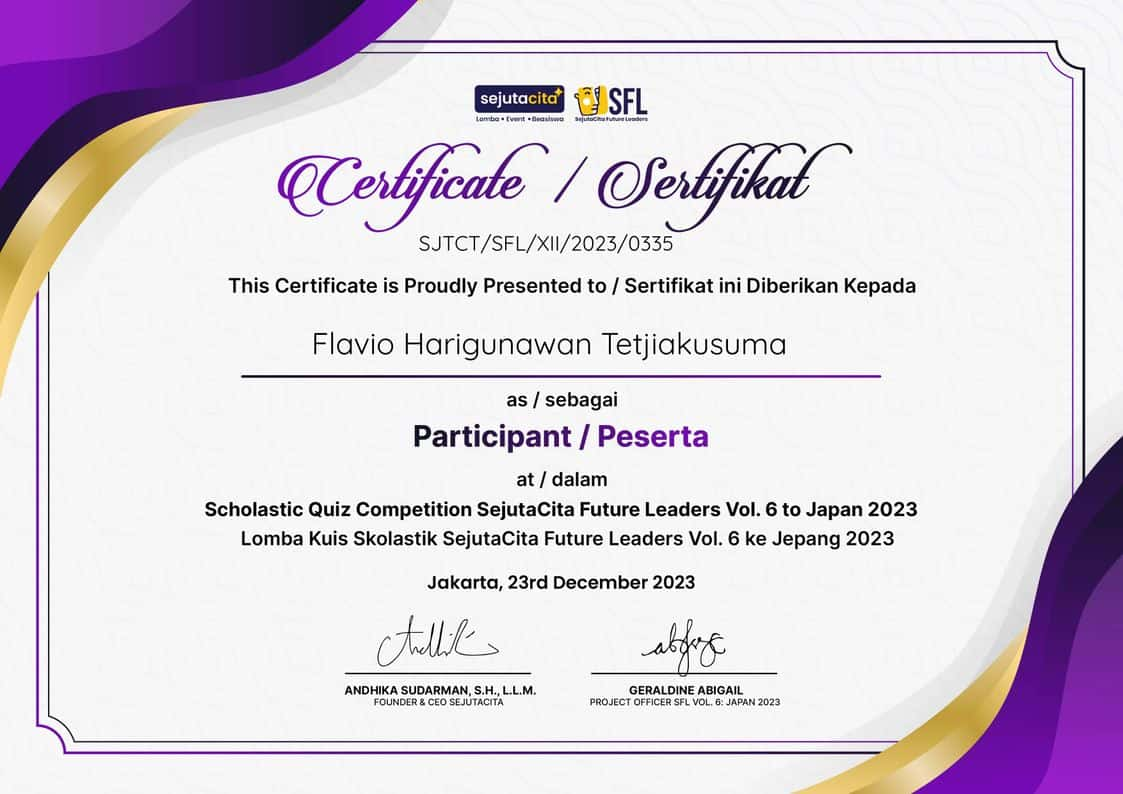 sejutacita
Lomba • Event • Beasiswa
SFL
SejutaCita Future Leaders
Certificate / Sertifikat
SJTCT/SFL/XII/2023/0335
This Certificate is Proudly Presented to / Sertifikat ini Diberikan Kepada
Flavio Harigunawan Tetjiakusuma
as / sebagai
Participant / Peserta
at / dalam
Scholastic Quiz Competition SejutaCita Future Leaders Vol. 6 to Japan 2023
Lomba Kuis Skolastik SejutaCita Future Leaders Vol. 6 ke Jepang 2023
Jakarta, 23rd December 2023
ANDHIKA SUDARMAN, S.H., L.L.M.
FOUNDER & CEO SEJUTACITA
GERALDINE ABIGAIL
PROJECT OFFICER SFL VOL. 6: JAPAN 2023